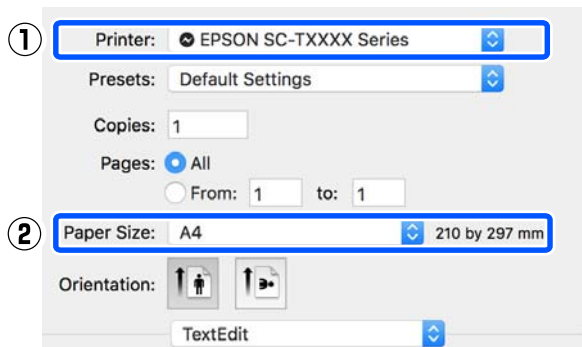 ① Printer: EPSON SC-TXXXX Series
Presets: Default Settings
Copies: 1
Pages: All
From: 1 to: 1
② Paper Size: A4 210 by 297 mm
Orientation:
TextEdit